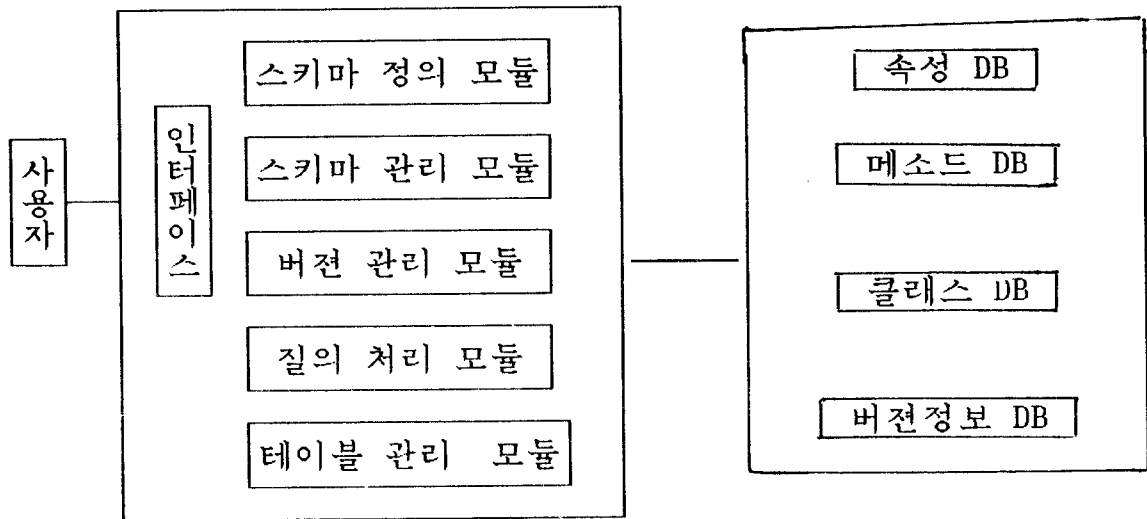 사용자
인터페이스
스키마 정의 모듈
스키마 관리 모듈
버젼 관리 모듈
질의 처리 모듈
테이블 관리 모듈
속성 DB
메소드 DB
클래스 DB
버젼정보 DB